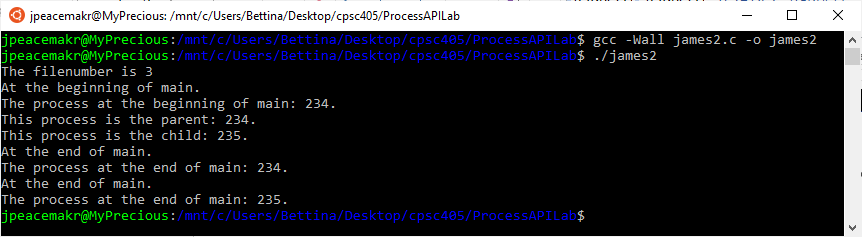 jpeacemakr@MyPrecious: /mnt/c/Users/Bettina/Desktop/cpsc405/ProcessAPILab
jpeacemakr@MyPrecious:/mnt/c/Users/Bettina/Desktop/cpsc405/ProcessAPILab$ gcc -Wall james2.c -o james2
jpeacemakr@MyPrecious:/mnt/c/Users/Bettina/Desktop/cpsc405/ProcessAPILab$ ./james2
The filenumber is 3
At the beginning of main.
The process at the beginning of main: 234.
This process is the parent: 234.
This process is the child: 235.
At the end of main.
The process at the end of main: 234.
At the end of main.
The process at the end of main: 235.
jpeacemakr@MyPrecious:/mnt/c/Users/Bettina/Desktop/cpsc405/ProcessAPILab$